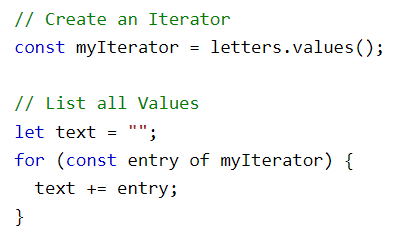 // Create an Iterator
const myIterator = letters.values();

// List all Values
let text = "";
for (const entry of myIterator) {
  text += entry;
}